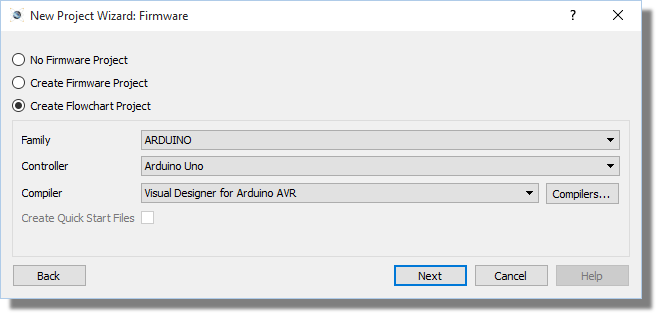 New Project Wizard: Firmware
No Firmware Project
Create Firmware Project
Create Flowchart Project
Family ARDUINO
Controller Arduino Uno
Compiler Visual Designer for Arduino AVR Compilers...
Create Quick Start Files
Back Next Cancel Help